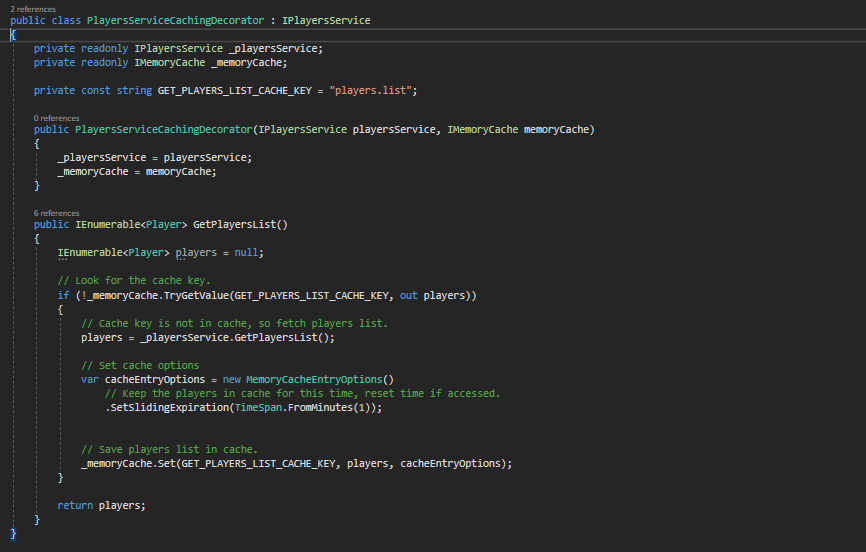 2 references
public class PlayersServiceCachingDecorator : IPlayersService
{
private readonly IPlayersService _playersService;
private readonly IMemoryCache _memoryCache;
private const string GET_PLAYERS_LIST_CACHE_KEY = "players.list";
0 references
public PlayersServiceCachingDecorator(IPlayersService playersService, IMemoryCache memoryCache)
{
_playersService = playersService;
_memoryCache = memoryCache;
}
6 references
public IEnumerable<Player> GetPlayersList()
{
IEnumerable<Player> players = null;
// Look for the cache key.
if (!_memoryCache.TryGetValue(GET_PLAYERS_LIST_CACHE_KEY, out players))
{
// Cache key is not in cache, so fetch players list.
players = _playersService.GetPlayersList();
// Set cache options
var cacheEntryOptions = new MemoryCacheEntryOptions()
// Keep the players in cache for this time, reset time if accessed.
.SetSlidingExpiration(TimeSpan.FromMinutes(1));
// Save players list in cache.
_memoryCache.Set(GET_PLAYERS_LIST_CACHE_KEY, players, cacheEntryOptions);
}
return players;
}
}